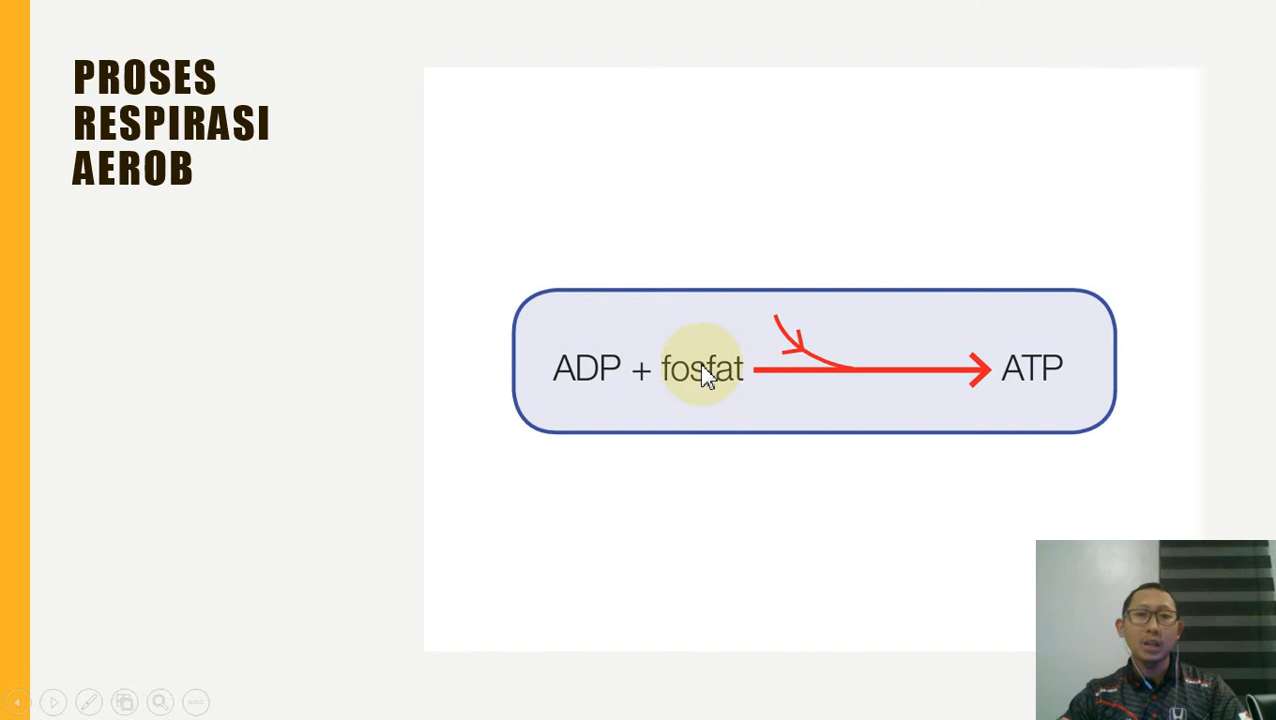 PROSES
RESPIRASI
AEROB
ADP + fosfat ATP